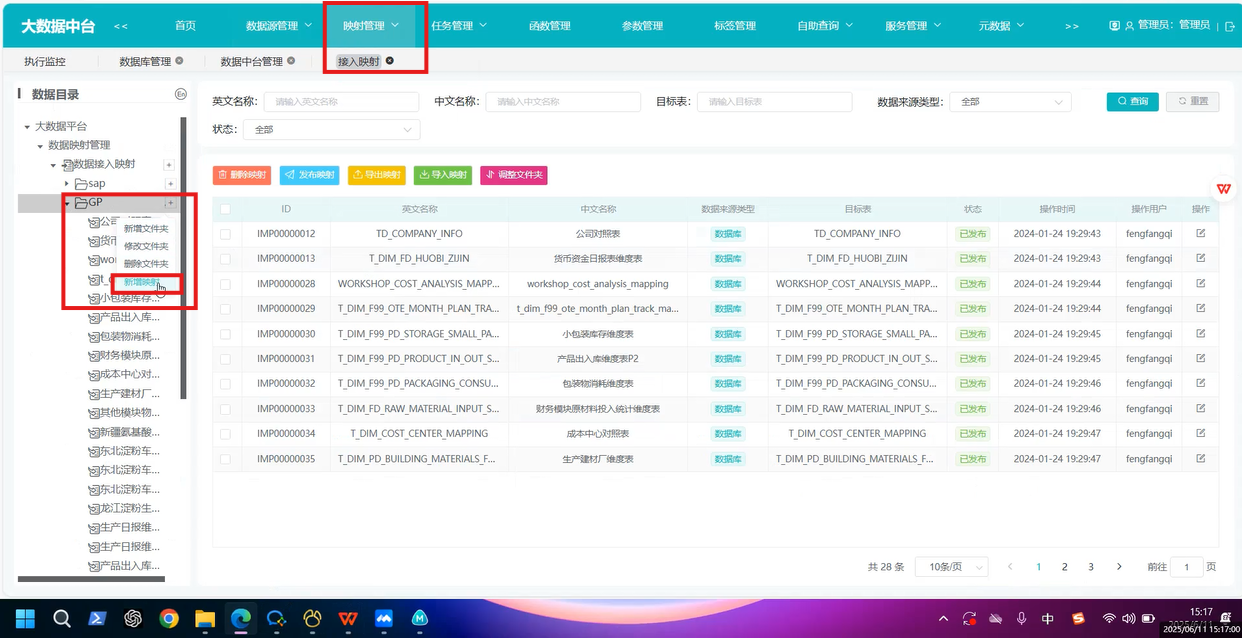 大数据中台 << 首页 数据源管理 映射管理 任务管理 函数管理 参数管理 标签管理 自助查询 服务管理 元数据 >> 管理员: 管理员
执行监控 数据库管理 数据中台管理 接入映射
数据目录 En
大数据平台
数据映射管理
数据接入映射 +
sap +
GP +
公司
货币
新增文件夹
修改文件夹
删除文件夹
新增映射
小包装库存...
产品出入库...
包装物消耗...
财务模块原...
成本中心对...
生产建材厂...
其他模块物...
新疆氨基酸...
东北淀粉车...
东北淀粉车...
东北淀粉车...
龙江淀粉生...
生产日报维...
生产日报维...
产品出入库...
英文名称: 请输入英文名称 中文名称: 请输入中文名称 目标表: 请输入目标表 数据来源类型: 全部 查询 重置
状态: 全部
删除映射 发布映射 导出映射 导入映射 调整文件夹
ID 英文名称 中文名称 数据来源类型 目标表 状态 操作时间 操作用户 操作
IMP00000012 TD_COMPANY_INFO 公司对照表 数据库 TD_COMPANY_INFO 已发布 2024-01-24 19:29:43 fengfangqi
IMP00000013 T_DIM_FD_HUOBI_ZIJIN 货币资金日报表维度表 数据库 T_DIM_FD_HUOBI_ZIJIN 已发布 2024-01-24 19:29:43 fengfangqi
IMP00000028 WORKSHOP_COST_ANALYSIS_MAPP... workshop_cost_analysis_mapping 数据库 WORKSHOP_COST_ANALYSIS_MAPP... 已发布 2024-01-24 19:29:44 fengfangqi
IMP00000029 T_DIM_F99_OTE_MONTH_PLAN_TRA... t_dim_f99_ote_month_plan_track_ma... 数据库 T_DIM_F99_OTE_MONTH_PLAN_TRA... 已发布 2024-01-24 19:29:44 fengfangqi
IMP00000030 T_DIM_F99_PD_STORAGE_SMALL_PA... 小包装库存维度表 数据库 T_DIM_F99_PD_STORAGE_SMALL_PA... 已发布 2024-01-24 19:29:45 fengfangqi
IMP00000031 T_DIM_F99_PD_PRODUCT_IN_OUT_S... 产品出入库维度表P2 数据库 T_DIM_F99_PD_PRODUCT_IN_OUT_S... 已发布 2024-01-24 19:29:45 fengfangqi
IMP00000032 T_DIM_F99_PD_PACKAGING_CONSU... 包装物消耗维度表 数据库 T_DIM_F99_PD_PACKAGING_CONSU... 已发布 2024-01-24 19:29:46 fengfangqi
IMP00000033 T_DIM_FD_RAW_MATERIAL_INPUT_S... 财务模块原材料投入统计维度表 数据库 T_DIM_FD_RAW_MATERIAL_INPUT_S... 已发布 2024-01-24 19:29:46 fengfangqi
IMP00000034 T_DIM_COST_CENTER_MAPPING 成本中心对照表 数据库 T_DIM_COST_CENTER_MAPPING 已发布 2024-01-24 19:29:47 fengfangqi
IMP00000035 T_DIM_PD_BUILDING_MATERIALS_F... 生产建材厂维度表 数据库 T_DIM_PD_BUILDING_MATERIALS_F... 已发布 2024-01-24 19:29:47 fengfangqi
共 28 条 10条/页 < 1 2 3 > 前往 1 页
中 15:17
2025/06/11 15:17:00